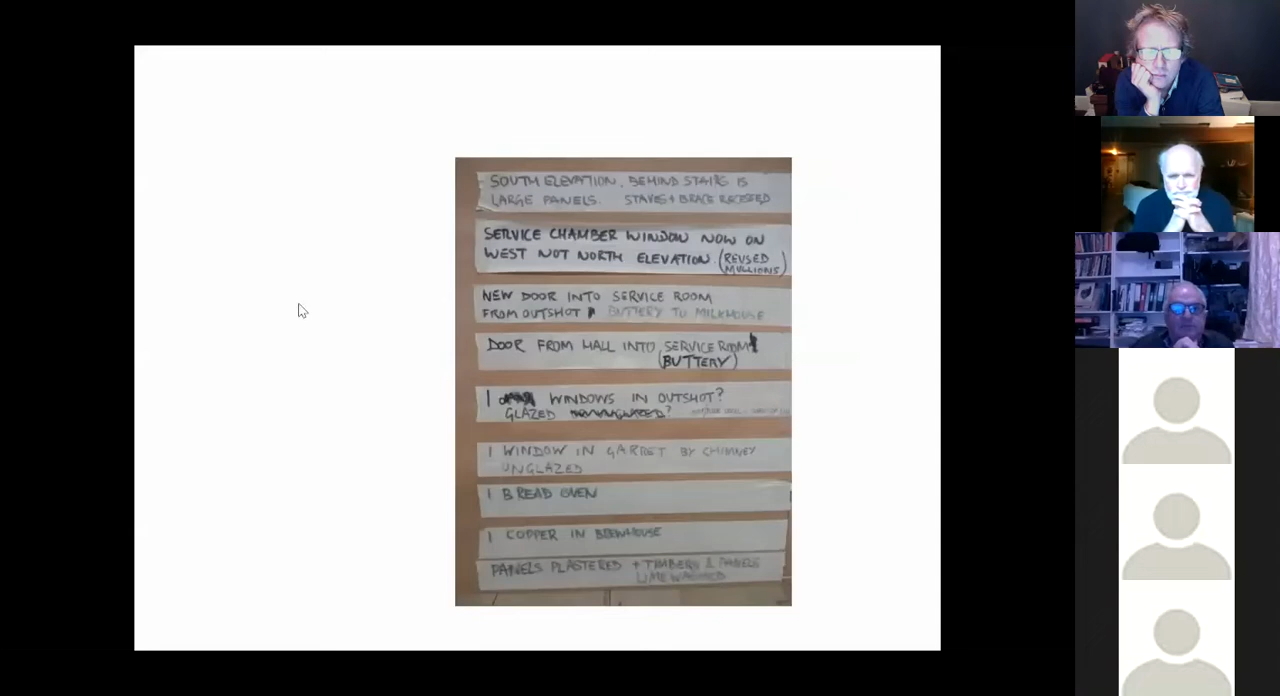 SOUTH ELEVATION. BEHIND STAIRS IS
LARGE PANELS. STAVES + BRACE RECESSED
SERVICE CHAMBER WINDOW NOW ON
WEST NOT NORTH ELEVATION (REUSED
MULLIONS)
NEW DOOR INTO SERVICE ROOM
FROM OUTSHOT BUTTERY TO MILKHOUSE
DOOR FROM HALL INTO SERVICE ROOM
(BUTTERY)
1 WINDOWS IN OUTSHOT?
GLAZED ?
1 WINDOW IN GARRET BY CHIMNEY
UNGLAZED
1 BREAD OVEN
1 COPPER IN BREWHOUSE
PANELS PLASTERED + TIMBERS & PANELS
LIMEWASHED